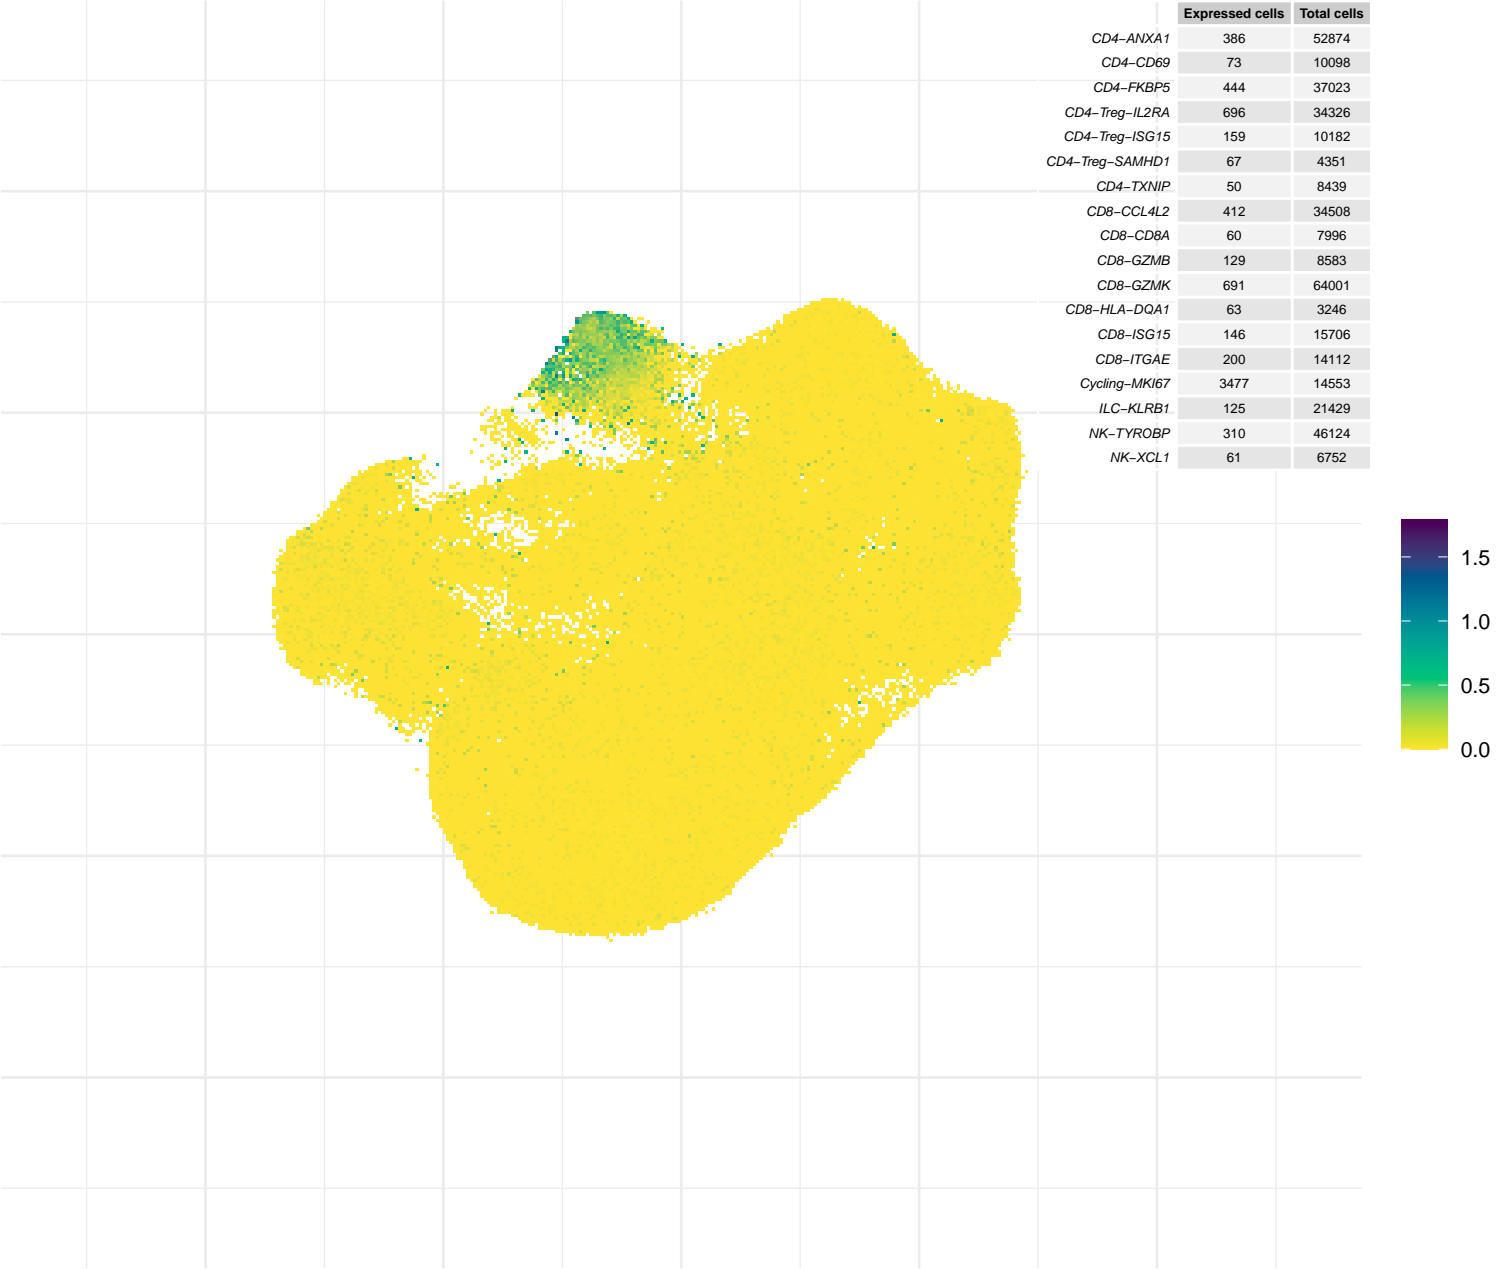 Expressed cells Total cells
CD4−ANXA1 386 52874
CD4−CD69 73 10098
CD4−FKBP5 444 37023
CD4−Treg−IL2RA 696 34326
CD4−Treg−ISG15 159 10182
CD4−Treg−SAMHD1 67 4351
CD4−TXNIP 50 8439
CD8−CCL4L2 412 34508
CD8−CD8A 60 7996
CD8−GZMB 129 8583
CD8−GZMK 691 64001
CD8−HLA−DQA1 63 3246
CD8−ISG15 146 15706
CD8−ITGAE 200 14112
Cycling−MKI67 3477 14553
ILC−KLRB1 125 21429
NK−TYROBP 310 46124
NK−XCL1 61 6752
1.5
1.0
0.5
0.0